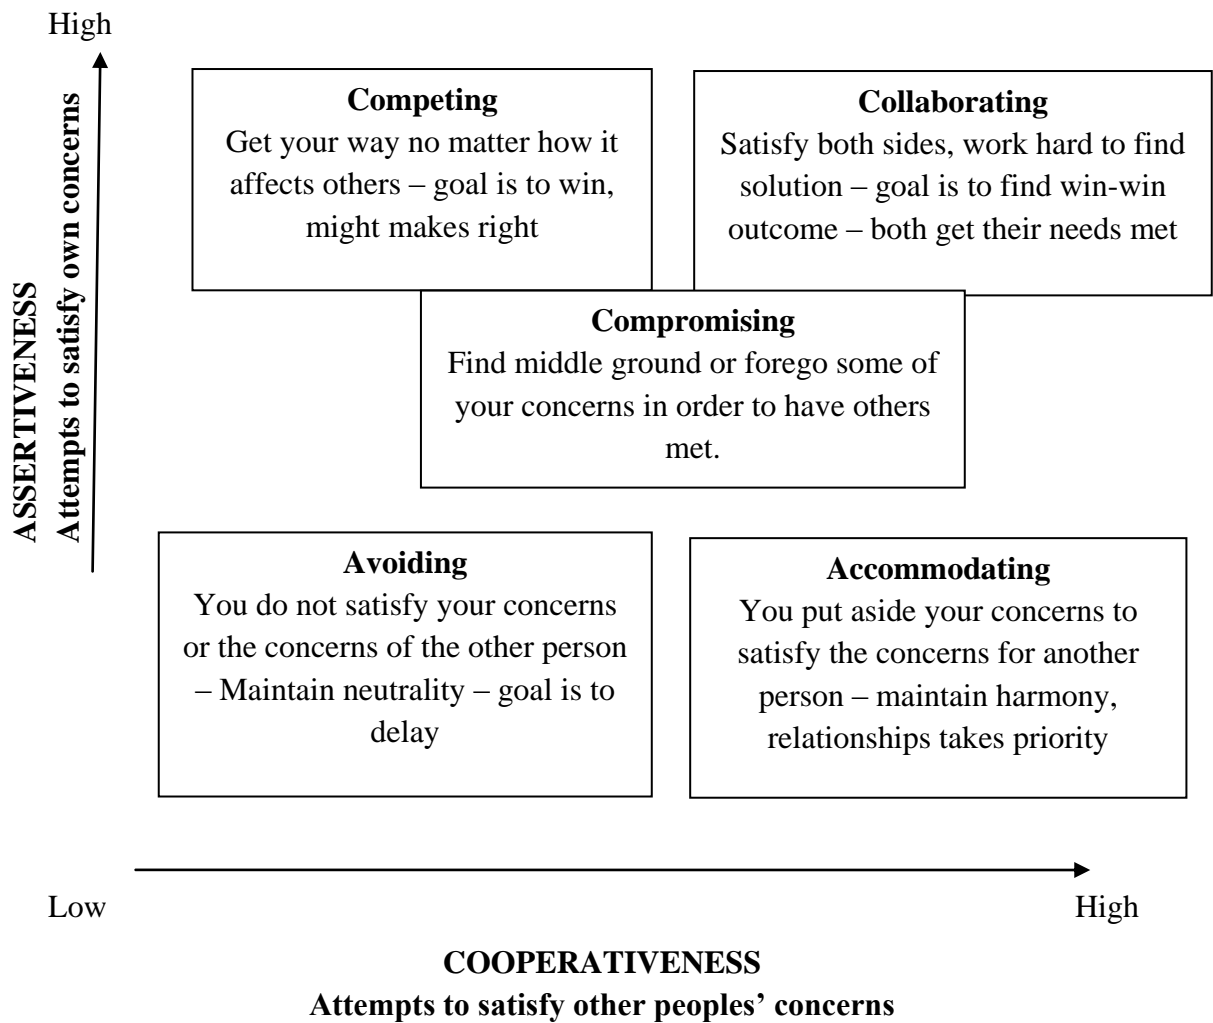 High
Competing
Get your way no matter how it
affects others – goal is to win,
might makes right
Collaborating
Satisfy both sides, work hard to find
solution – goal is to find win-win
outcome – both get their needs met
Compromising
Find middle ground or forego some of
your concerns in order to have others
met.
ASSERTIVENESS
Attempts to satisfy own concerns
Avoiding
You do not satisfy your concerns
or the concerns of the other person
– Maintain neutrality – goal is to
delay
Accommodating
You put aside your concerns to
satisfy the concerns for another
person – maintain harmony,
relationships takes priority
Low
High
COOPERATIVENESS
Attempts to satisfy other peoples’ concerns